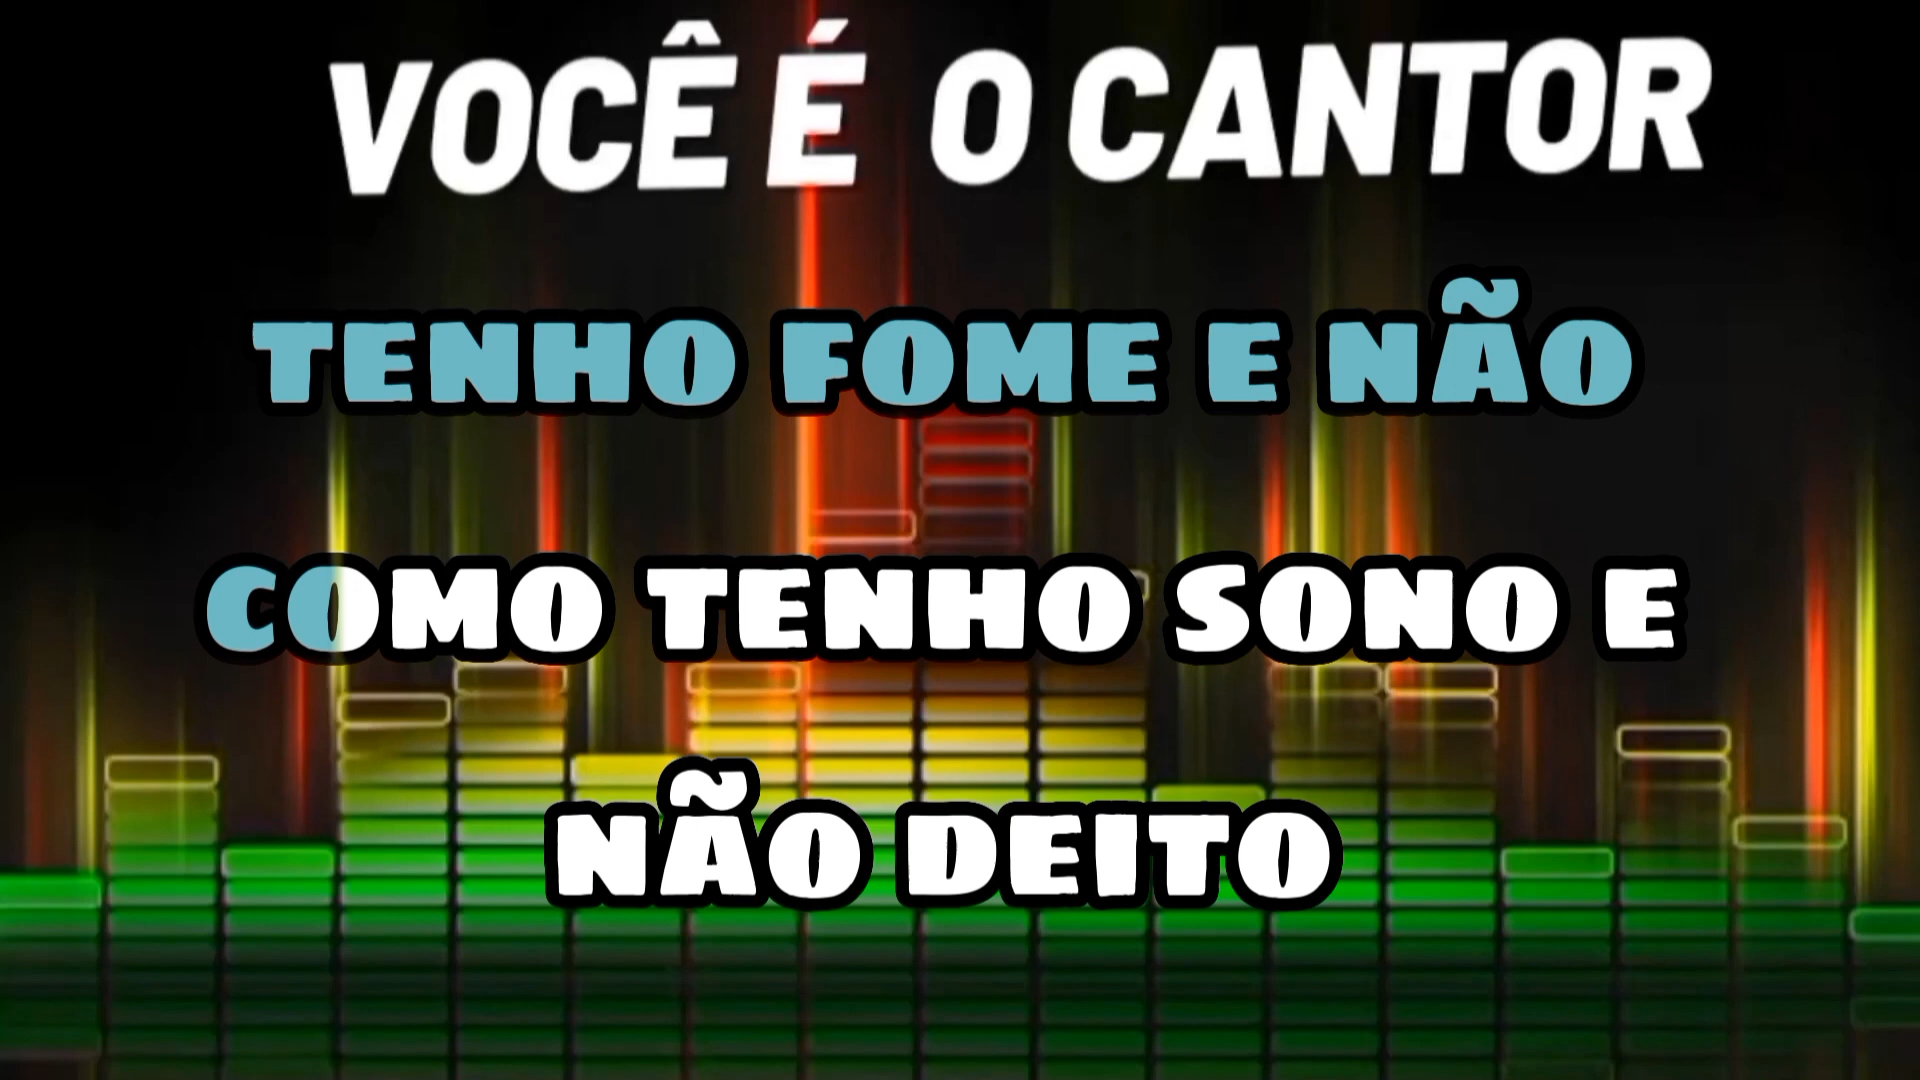 VOCÊ É O CANTOR
TENHO FOME E NÃO
COMO TENHO SONO E
NÃO DEITO